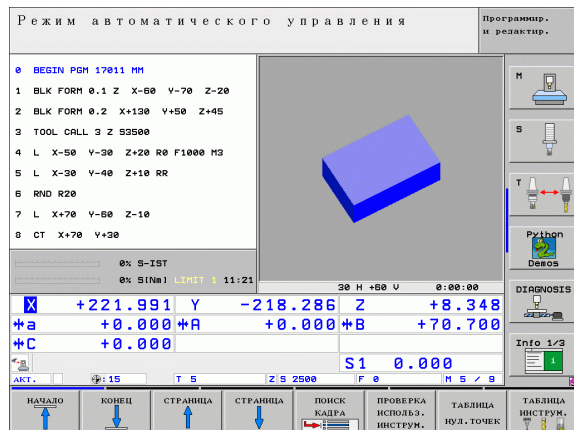 Режим автоматического управления
Программир.
и редактир.
0 BEGIN PGM 17011 MM
1 BLK FORM 0.1 Z X-60 Y-70 Z-20
2 BLK FORM 0.2 X+130 Y+50 Z+45
3 TOOL CALL 3 Z S3500
4 L X-50 Y-30 Z+20 R0 F1000 M3
5 L X-30 Y-40 Z+10 RR
6 RND R20
7 L X+70 Y-60 Z-10
8 CT X+70 Y+30
0% S-IST
0% S[Nm] LIMIT 1 11:21
30 H +60 V 0:00:00
X +221.991 Y -218.286 Z +8.348
a +0.000 A +0.000 B +70.700
C +0.000
S1 0.000
АКТ. :15 T 5 Z S 2500 F 0 M 5 / 9
M
S
T
Python
Demos
DIAGNOSIS
Info 1/3
НАЧАЛО
КОНЕЦ
СТРАНИЦА
СТРАНИЦА
ПОИСК
КАДРА
ПРОВЕРКА
ИСПОЛЬЗ.
ИНСТРУМ.
ТАБЛИЦА
НУЛ.ТОЧЕК
ТАБЛИЦА
ИНСТРУМ.